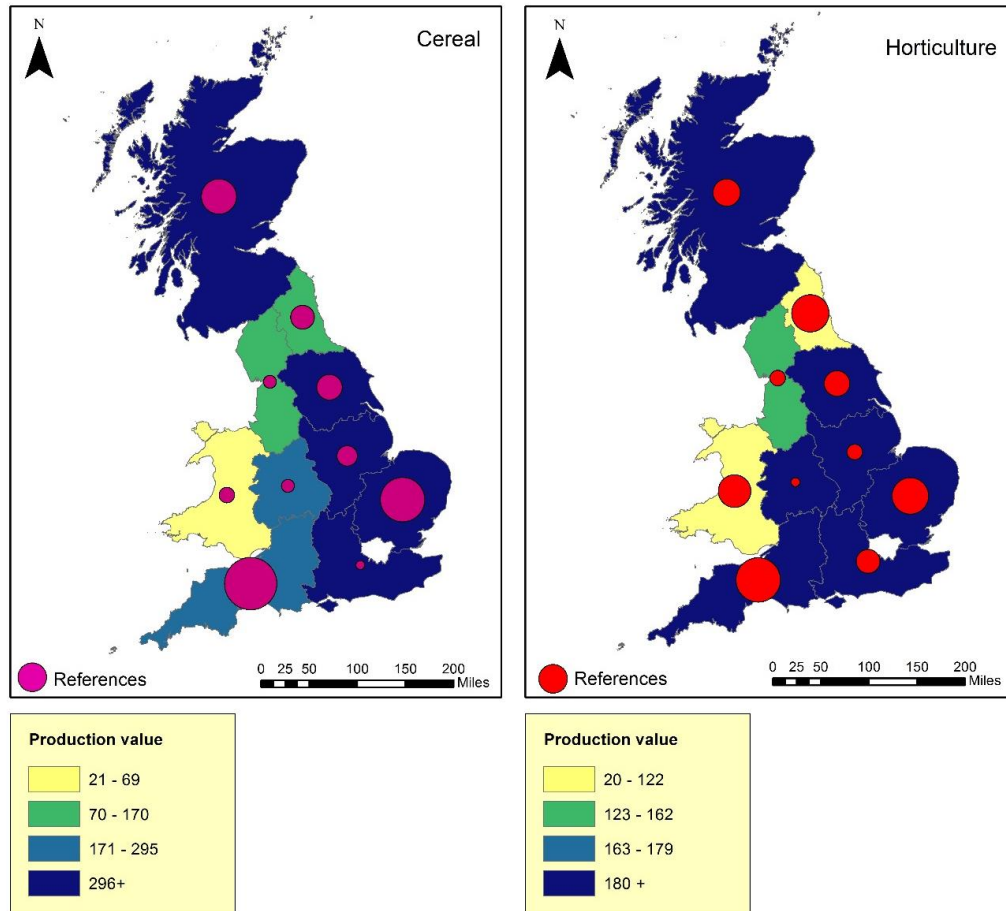 N
Cereal
References
0 25 50 100 150 200
Miles
Production value
21 - 69
70 - 170
171 - 295
296+
N
Horticulture
References
0 25 50 100 150 200
Miles
Production value
20 - 122
123 - 162
163 - 179
180 +